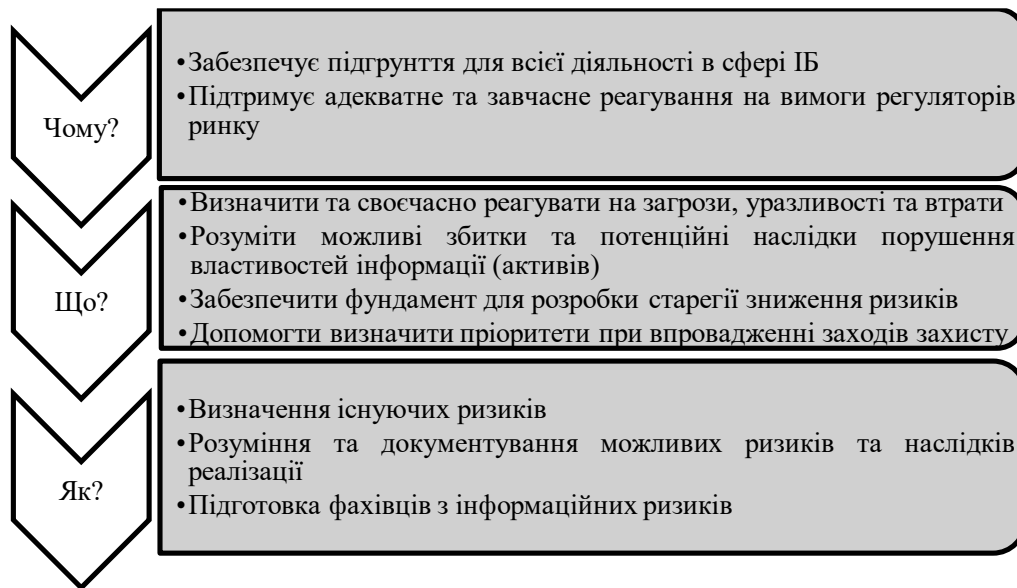 Чому?
•Забезпечує підгрунття для всієї діяльності в сфері ІБ
•Підтримує адекватне та завчасне реагування на вимоги регуляторів
ринку
Що?
•Визначити та своєчасно реагувати на загрози, уразливості та втрати
•Розуміти можливі збитки та потенційні наслідки порушення
властивостей інформації (активів)
•Забезпечити фундамент для розробки старегії зниження ризиків
•Допомогти визначити пріоритети при впровадженні заходів захисту
Як?
•Визначення існуючих ризиків
•Розуміння та документування можливих ризиків та наслідків
реалізації
•Підготовка фахівців з інформаційних ризиків